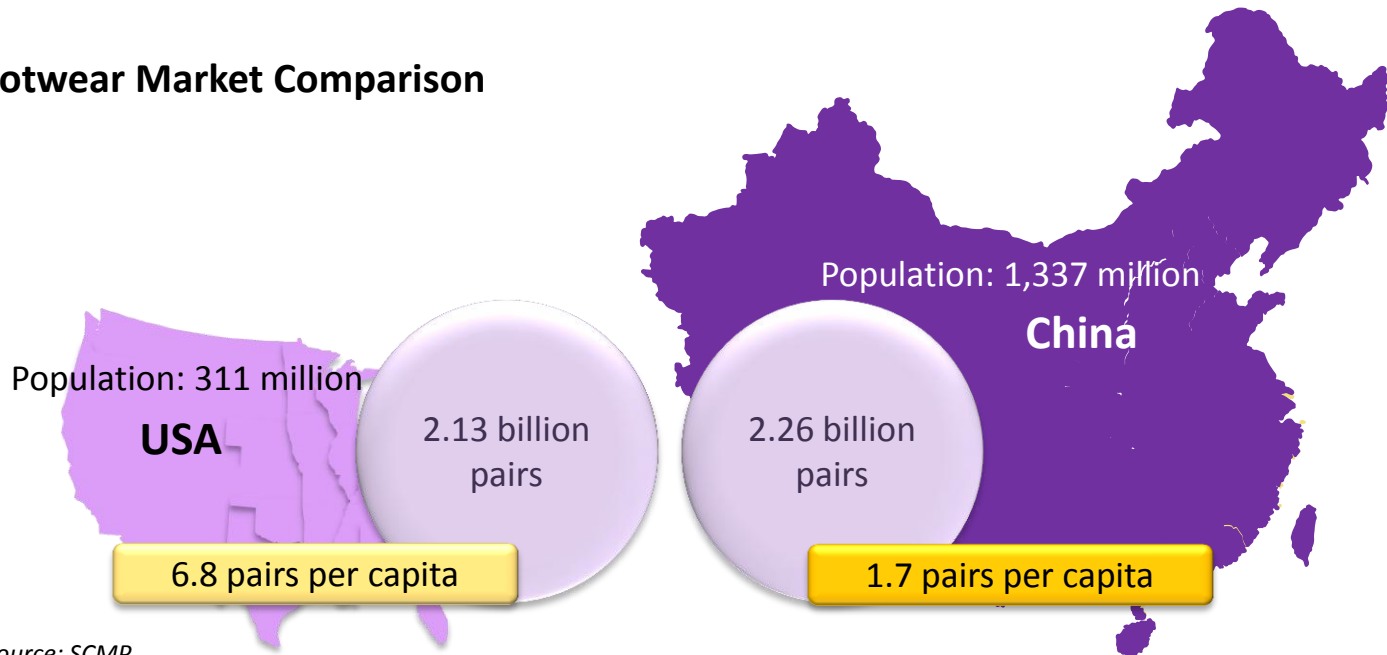 otwear Market Comparison
Population: 1,337 million
China
Population: 311 million
USA
2.13 billion
pairs
2.26 billion
pairs
6.8 pairs per capita
1.7 pairs per capita
ource: SCMP